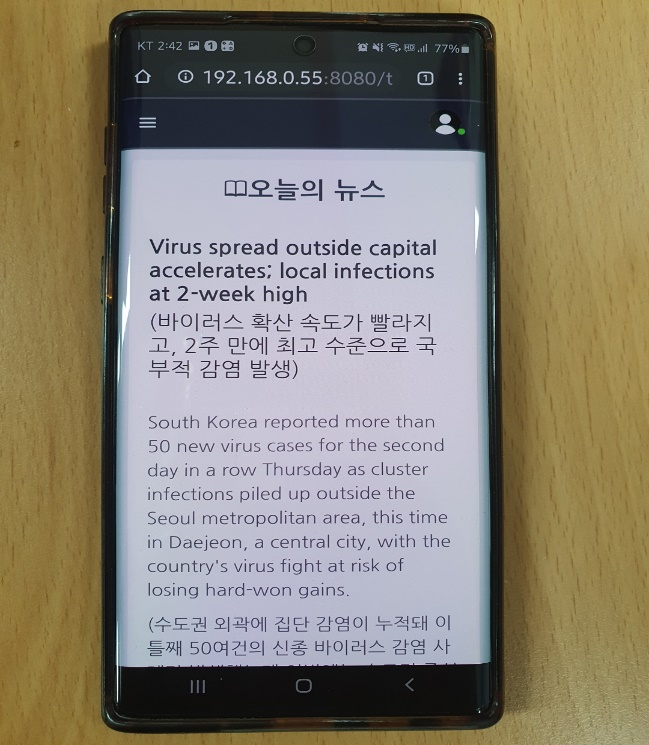 KT 2:42
77%
192.168.0.55:8080/t
1
오늘의 뉴스
Virus spread outside capital
accelerates; local infections
at 2-week high
(바이러스 확산 속도가 빨라지
고, 2주 만에 최고 수준으로 국
부적 감염 발생)
South Korea reported more than
50 new virus cases for the second
day in a row Thursday as cluster
infections piled up outside the
Seoul metropolitan area, this time
in Daejeon, a central city, with the
country's virus fight at risk of
losing hard-won gains.
(수도권 외곽에 집단 감염이 누적돼 이
틀째 50여건의 신종 바이러스 감염 사